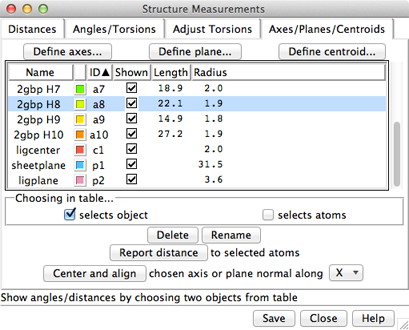 Structure Measurements
Distances Angles/Torsions Adjust Torsions Axes/Planes/Centroids
Define axes... Define plane... Define centroid...
Name ID▲ Shown Length Radius
2gbp H7 a7 18.9 2.0
2gbp H8 a8 22.1 1.9
2gbp H9 a9 14.9 1.8
2gbp H10 a10 27.2 1.9
ligcenter c1 2.0
sheetplane p1 31.5
ligplane p2 3.6
Choosing in table...
selects object selects atoms
Delete Rename
Report distance to selected atoms
Center and align chosen axis or plane normal along X
Show angles/distances by choosing two objects from table
Save Close Help